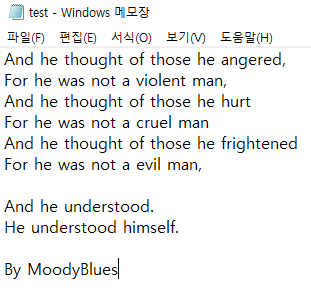 test - Windows 메모장
파일(F) 편집(E) 서식(O) 보기(V) 도움말(H)
And he thought of those he angered,
For he was not a violent man,
And he thought of those he hurt
For he was not a cruel man
And he thought of those he frightened
For he was not a evil man,

And he understood.
He understood himself.

By MoodyBlues